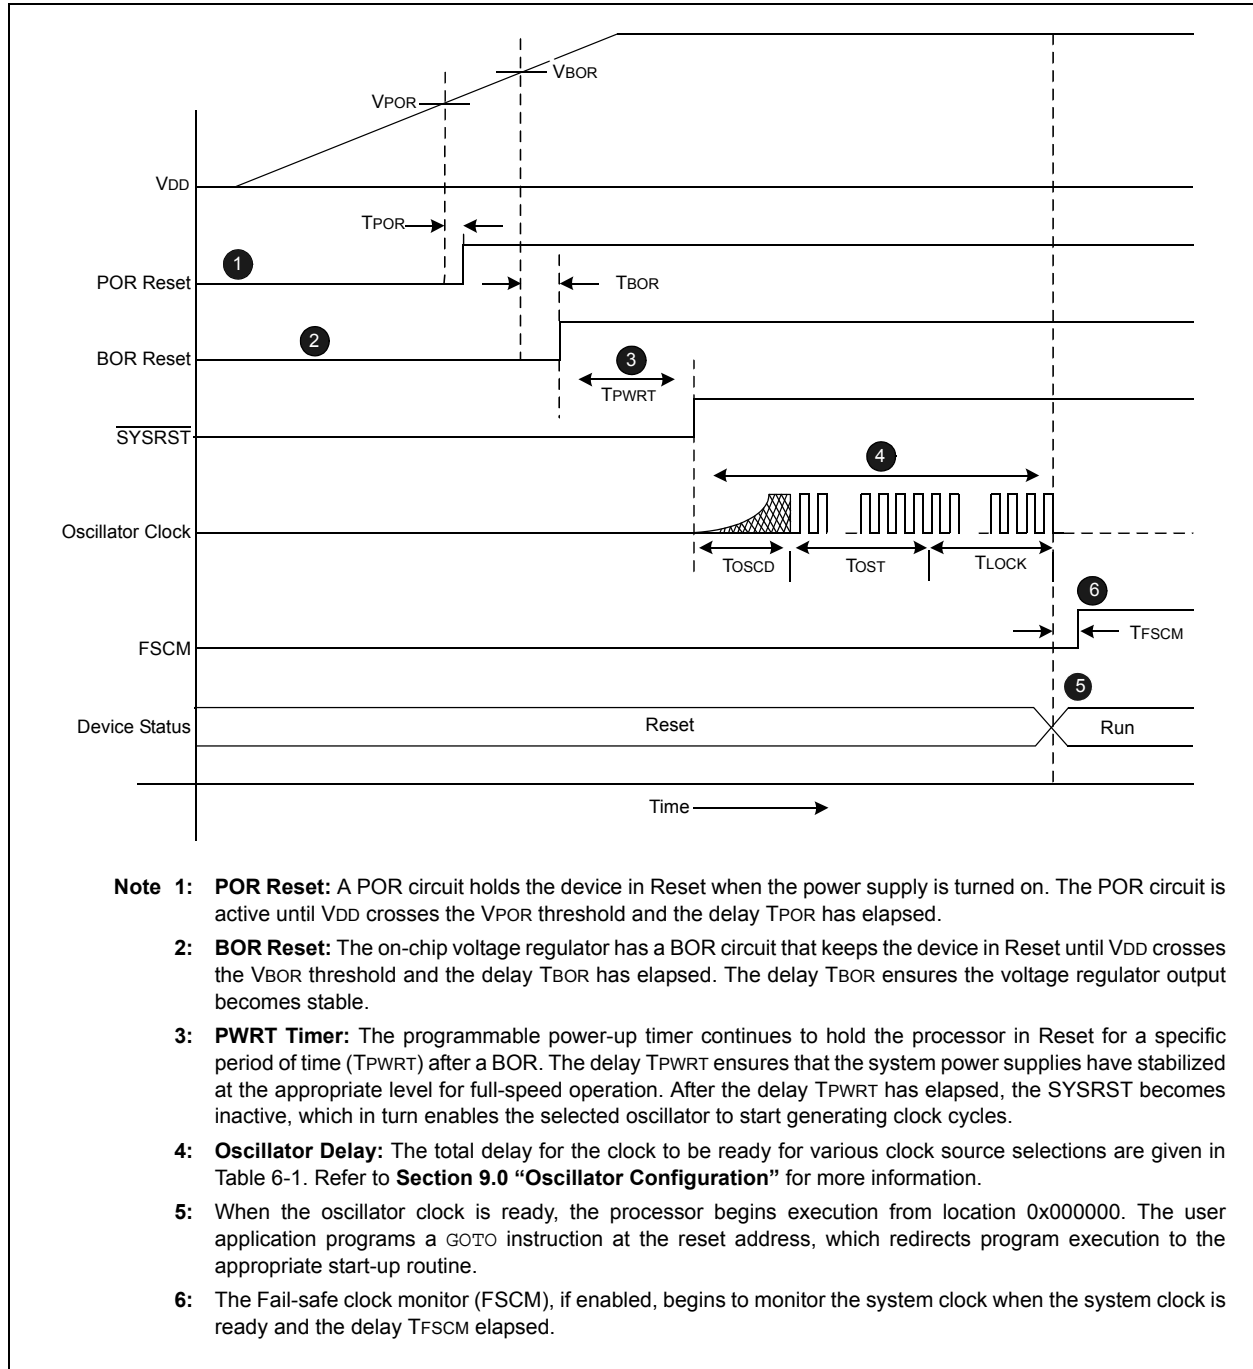 VBOR
VPOR
VDD
TPOR
1
POR Reset
TBOR
2
BOR Reset
3
TPWRT
SYSRST
4
Oscillator Clock
TOSCD
TOST
TLOCK
6
TFSCM
FSCM
5
Device Status
Reset
Run
Time
Note 1: POR Reset: A POR circuit holds the device in Reset when the power supply is turned on. The POR circuit is
active until VDD crosses the VPOR threshold and the delay TPOR has elapsed.
2: BOR Reset: The on-chip voltage regulator has a BOR circuit that keeps the device in Reset until VDD crosses
the VBOR threshold and the delay TBOR has elapsed. The delay TBOR ensures the voltage regulator output
becomes stable.
3: PWRT Timer: The programmable power-up timer continues to hold the processor in Reset for a specific
period of time (TPWRT) after a BOR. The delay TPWRT ensures that the system power supplies have stabilized
at the appropriate level for full-speed operation. After the delay TPWRT has elapsed, the SYSRST becomes
inactive, which in turn enables the selected oscillator to start generating clock cycles.
4: Oscillator Delay: The total delay for the clock to be ready for various clock source selections are given in
Table 6-1. Refer to Section 9.0 “Oscillator Configuration” for more information.
5: When the oscillator clock is ready, the processor begins execution from location 0x000000. The user
application programs a GOTO instruction at the reset address, which redirects program execution to the
appropriate start-up routine.
6: The Fail-safe clock monitor (FSCM), if enabled, begins to monitor the system clock when the system clock is
ready and the delay TFSCM elapsed.